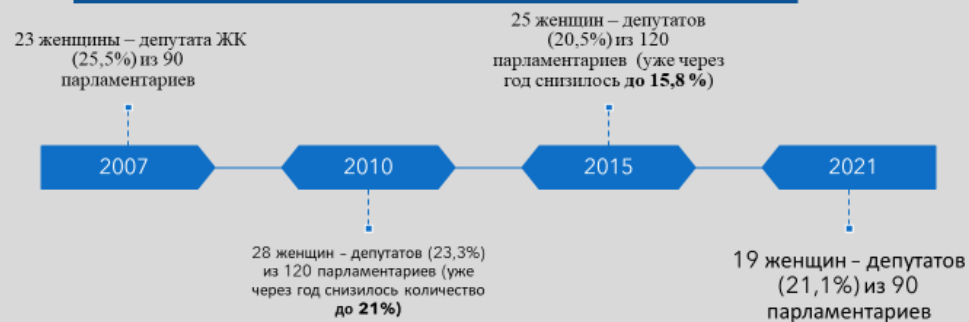 23 женщины – депутата ЖК
(25,5%) из 90
парламентариев
25 женщин – депутатов
(20,5%) из 120
парламентариев (уже через
год снизилось до 15,8 %)
2007
2010
2015
2021
28 женщин – депутатов (23,3%)
из 120 парламентариев (уже
через год снизилось количество
до 21%)
19 женщин – депутатов
(21,1%) из 90
парламентариев